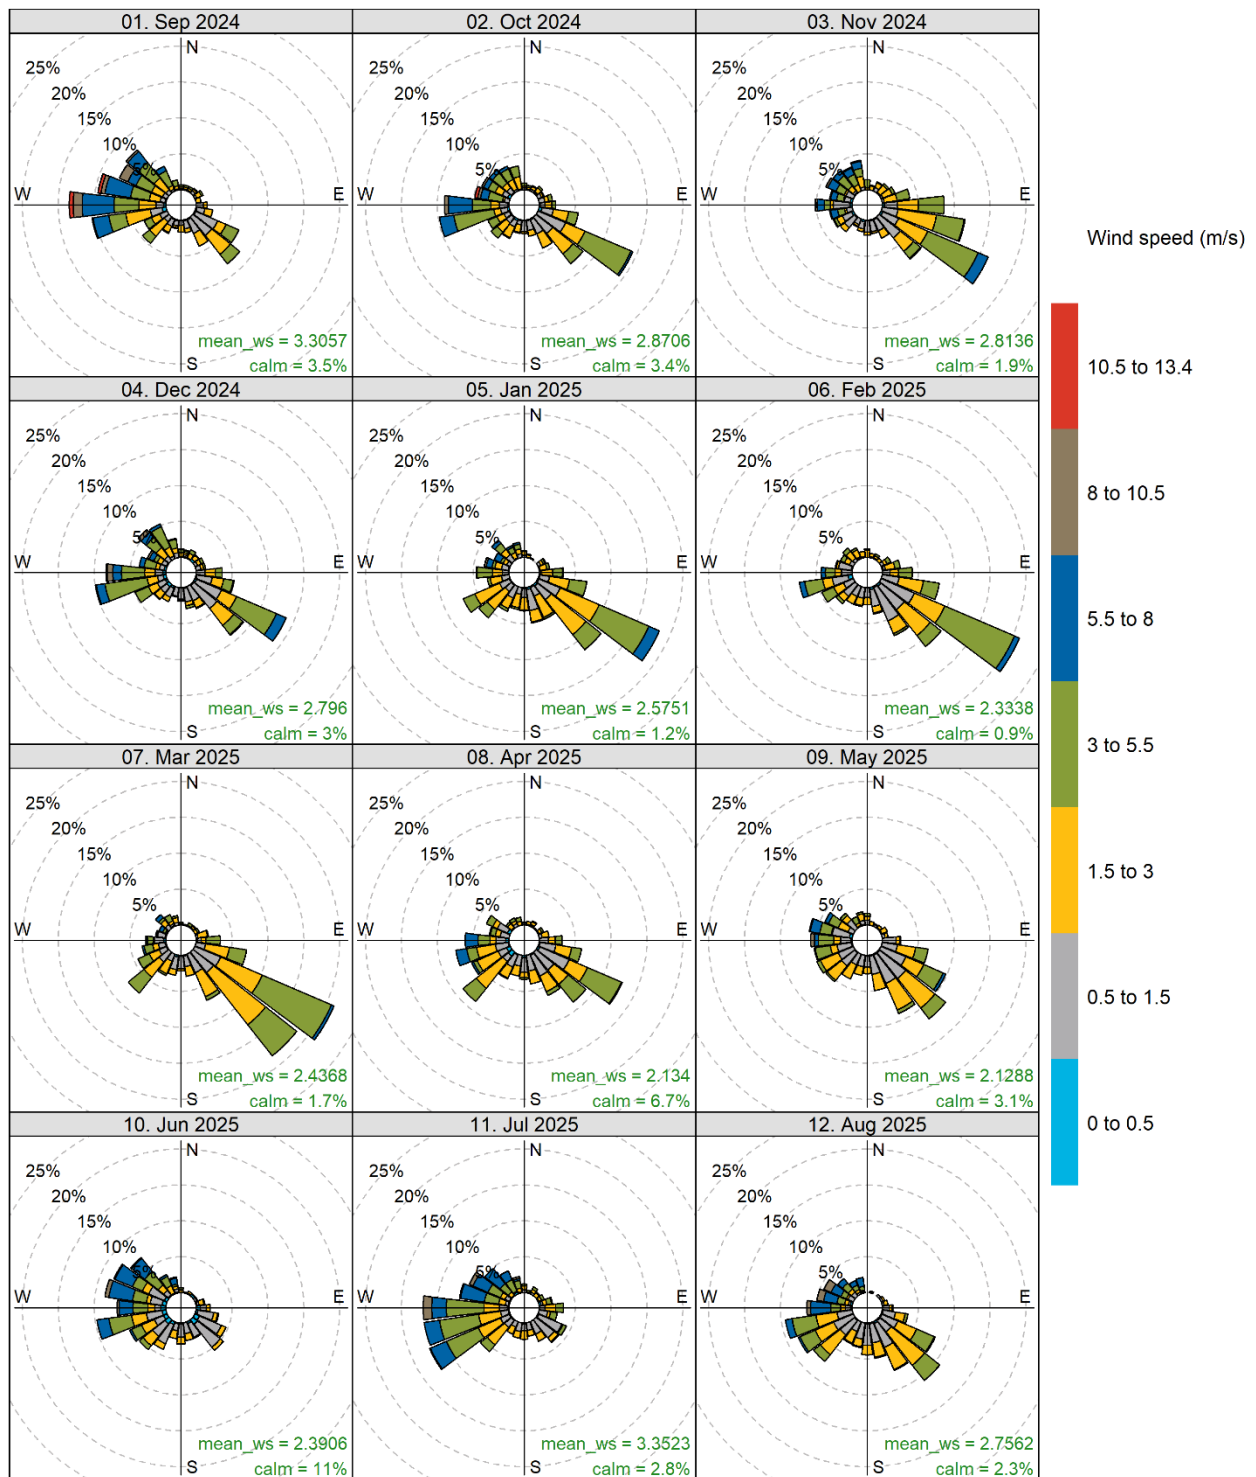 01. Sep 2024
N
25%
20%
15%
10%
5%
W
E
mean_ws = 3.3057
S
calm = 3.5%
02. Oct 2024
N
25%
20%
15%
10%
5%
W
E
mean_ws = 2.8706
S
calm = 3.4%
03. Nov 2024
N
25%
20%
15%
10%
5%
W
E
mean_ws = 2.8136
S
calm = 1.9%
04. Dec 2024
N
25%
20%
15%
10%
5%
W
E
mean_ws = 2.796
S
calm = 3%
05. Jan 2025
N
25%
20%
15%
10%
5%
W
E
mean_ws = 2.5751
S
calm = 1.2%
06. Feb 2025
N
25%
20%
15%
10%
5%
W
E
mean_ws = 2.3338
S
calm = 0.9%
07. Mar 2025
N
25%
20%
15%
10%
5%
W
E
mean_ws = 2.4368
S
calm = 1.7%
08. Apr 2025
N
25%
20%
15%
10%
5%
W
E
mean_ws = 2.134
S
calm = 6.7%
09. May 2025
N
25%
20%
15%
10%
5%
W
E
mean_ws = 2.1288
S
calm = 3.1%
10. Jun 2025
N
25%
20%
15%
10%
5%
W
E
mean_ws = 2.3906
S
calm = 11%
11. Jul 2025
N
25%
20%
15%
10%
5%
W
E
mean_ws = 3.3523
S
calm = 2.8%
12. Aug 2025
N
25%
20%
15%
10%
5%
W
E
mean_ws = 2.7562
S
calm = 2.3%
Wind speed (m/s)
10.5 to 13.4
8 to 10.5
5.5 to 8
3 to 5.5
1.5 to 3
0.5 to 1.5
0 to 0.5